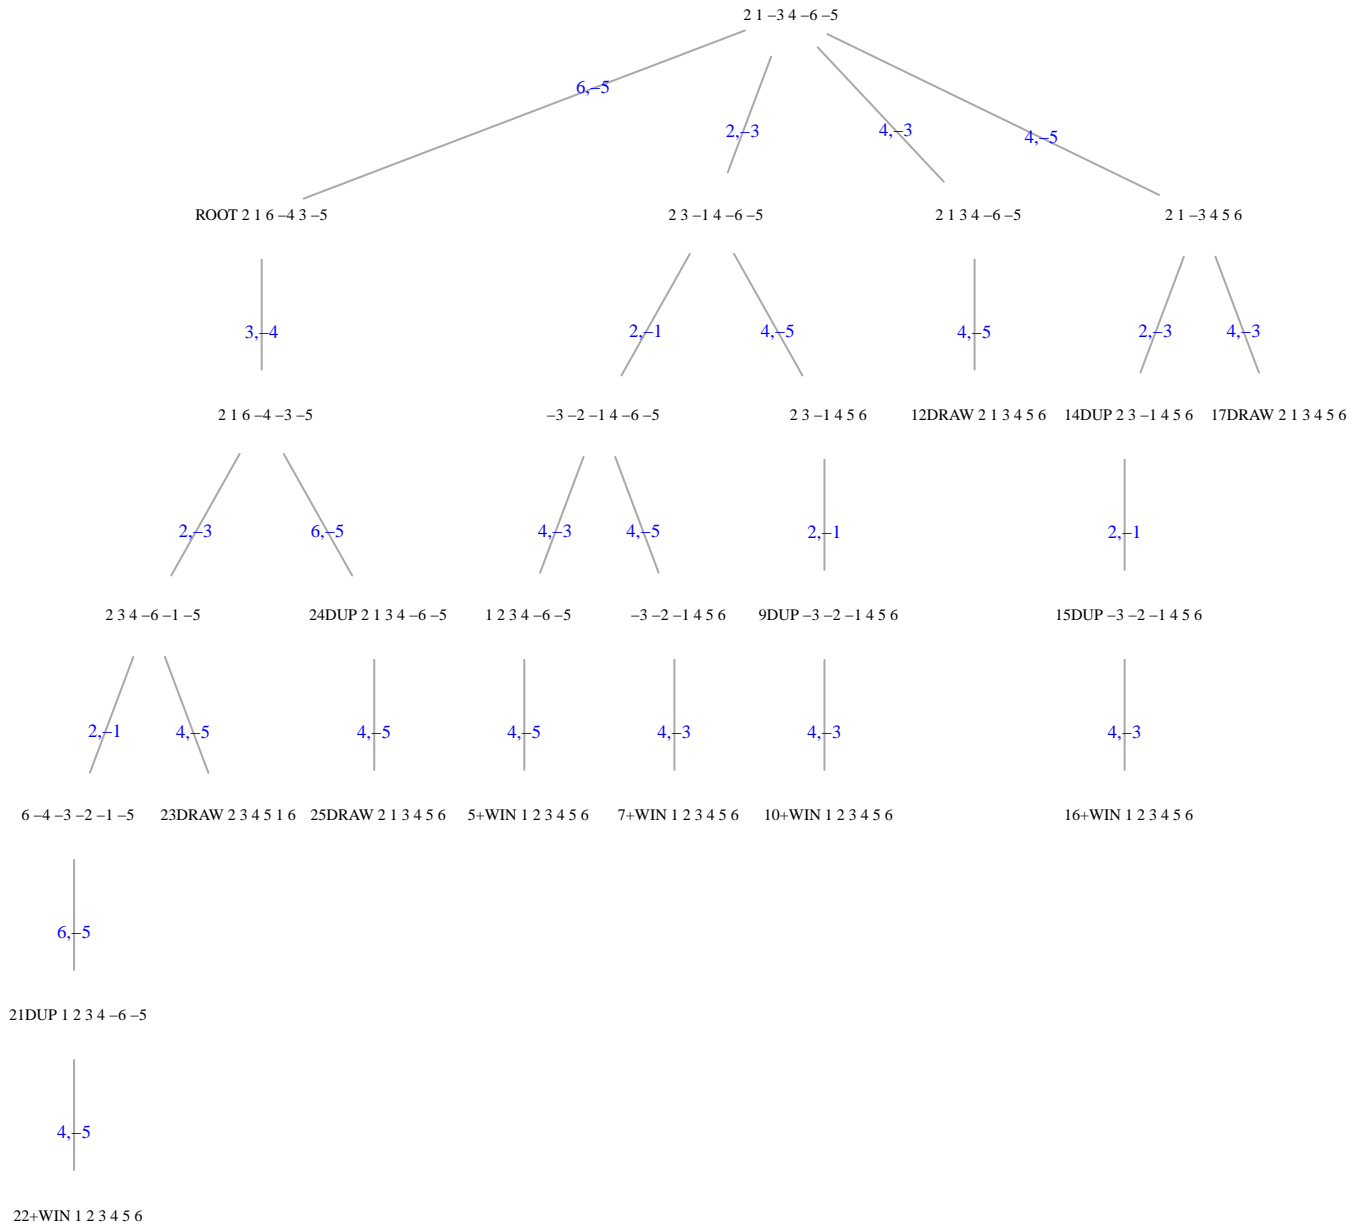 2 1 −3 4 −6 −5
6,−5
2,−3
4,−3
4,−5
ROOT 2 1 6 −4 3 −5
2 3 −1 4 −6 −5
2 1 3 4 −6 −5
2 1 −3 4 5 6
3,−4
2,−1
4,−5
4,−5
2,−3
4,−3
2 1 6 −4 −3 −5
−3 −2 −1 4 −6 −5
2 3 −1 4 5 6
12DRAW 2 1 3 4 5 6
14DUP 2 3 −1 4 5 6
17DRAW 2 1 3 4 5 6
2,−3
6,−5
4,−3
4,−5
2,−1
2,−1
2 3 4 −6 −1 −5
24DUP 2 1 3 4 −6 −5
1 2 3 4 −6 −5
−3 −2 −1 4 5 6
9DUP −3 −2 −1 4 5 6
15DUP −3 −2 −1 4 5 6
2,−1
4,−5
4,−5
4,−5
4,−3
4,−3
4,−3
6 −4 −3 −2 −1 −5
23DRAW 2 3 4 5 1 6
25DRAW 2 1 3 4 5 6
5+WIN 1 2 3 4 5 6
7+WIN 1 2 3 4 5 6
10+WIN 1 2 3 4 5 6
16+WIN 1 2 3 4 5 6
6,−5
21DUP 1 2 3 4 −6 −5
4,−5
22+WIN 1 2 3 4 5 6